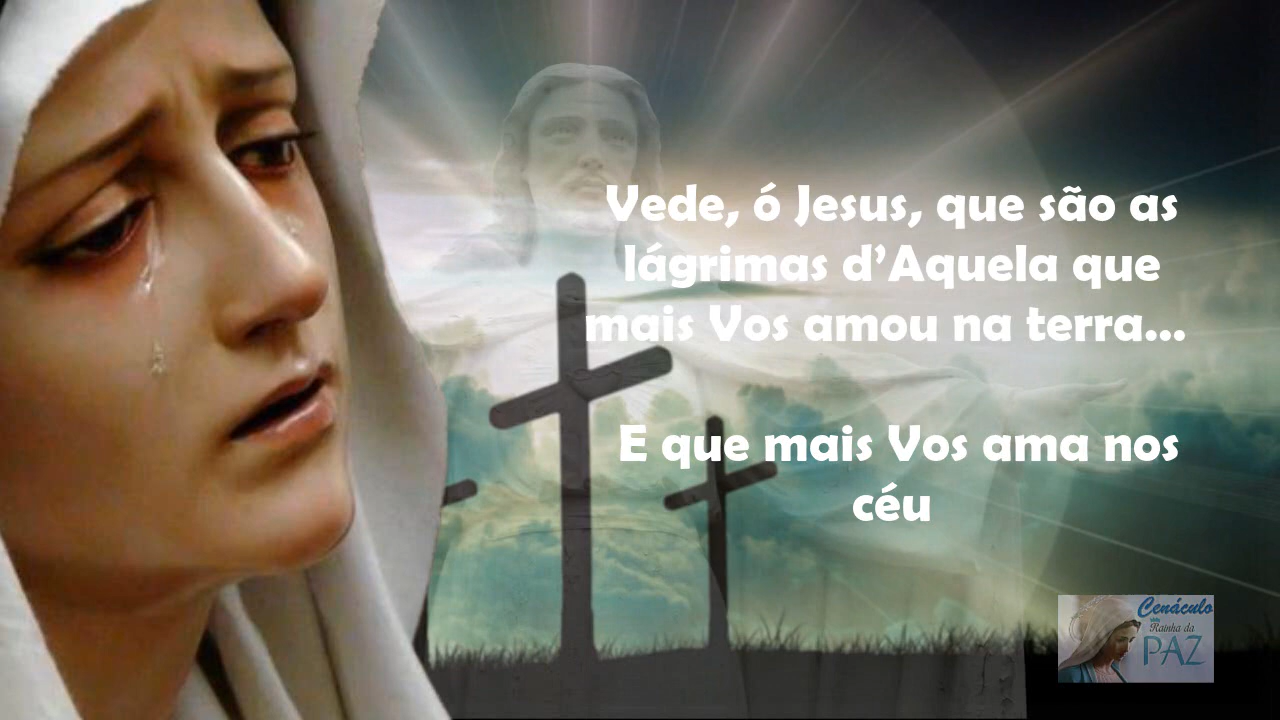 Vede, ó Jesus, que são as
lágrimas d’Aquela que
mais Vos amou na terra...
E que mais Vos ama nos
céu
Cenáculo
Rainha da
PAZ